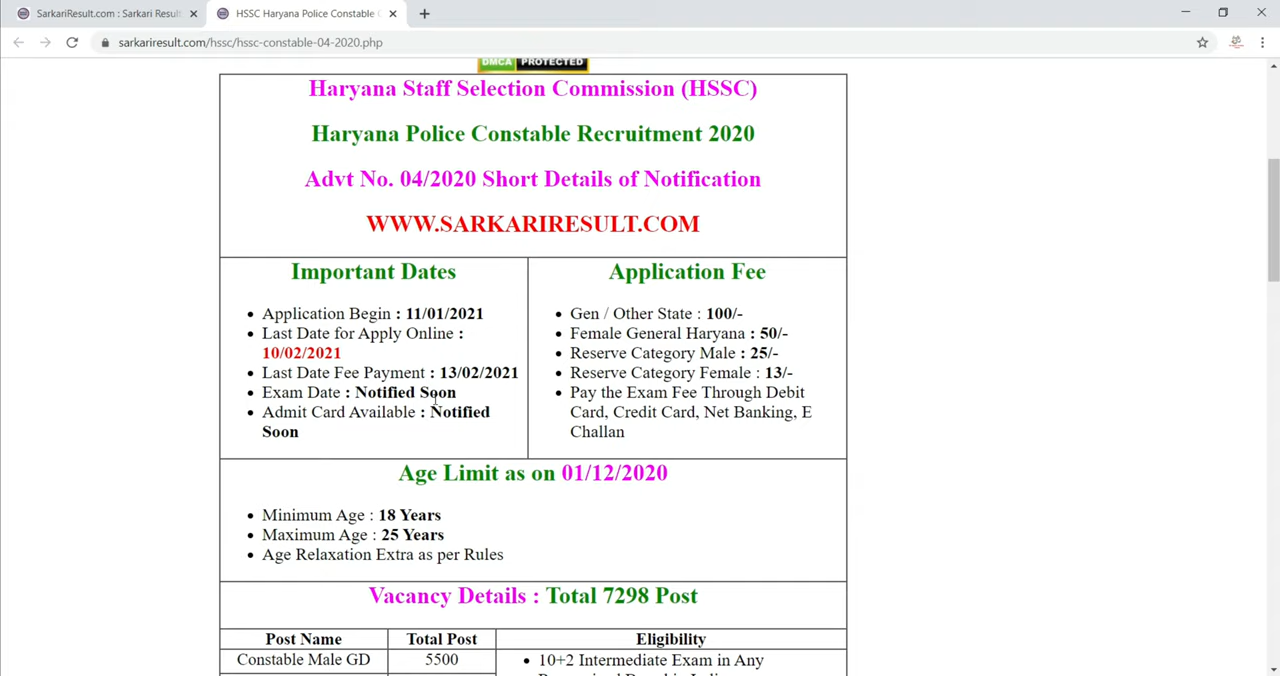 SarkariResult.com : Sarkari Result
HSSC Haryana Police Constable
sarkariresult.com/hssc/hssc-constable-04-2020.php
DMCA PROTECTED
Haryana Staff Selection Commission (HSSC)
Haryana Police Constable Recruitment 2020
Advt No. 04/2020 Short Details of Notification
WWW.SARKARIRESULT.COM
Important Dates
Application Begin : 11/01/2021
Last Date for Apply Online :
10/02/2021
Last Date Fee Payment : 13/02/2021
Exam Date : Notified Soon
Admit Card Available : Notified
Soon
Application Fee
Gen / Other State : 100/-
Female General Haryana : 50/-
Reserve Category Male : 25/-
Reserve Category Female : 13/-
Pay the Exam Fee Through Debit
Card, Credit Card, Net Banking, E
Challan
Age Limit as on 01/12/2020
Minimum Age : 18 Years
Maximum Age : 25 Years
Age Relaxation Extra as per Rules
Vacancy Details : Total 7298 Post
Post Name Total Post Eligibility
Constable Male GD 5500 10+2 Intermediate Exam in Any